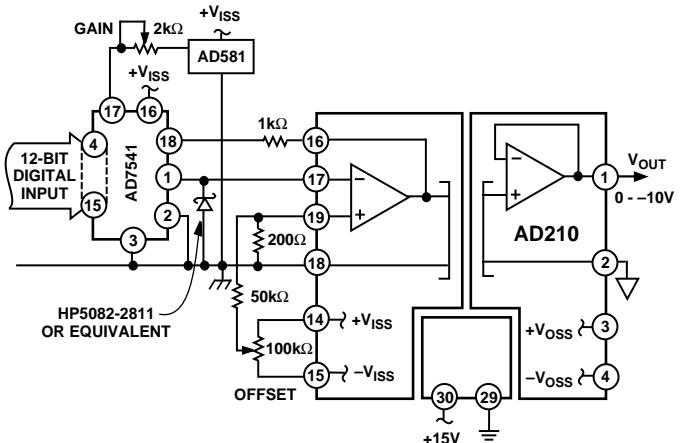 +VISS
GAIN
2kΩ
AD581
+VISS
17
16
4
18
1kΩ
16
12-BIT
DIGITAL
INPUT
AD7541
1
17
−
−
1
VOUT
0 - –10V
15
2
19
+
+
AD210
3
200Ω
18
2
HP5082-2811
OR EQUIVALENT
50kΩ
14
+VISS
+VOSS
3
100kΩ
OFFSET
15
–VISS
–VOSS
4
30
29
+15V